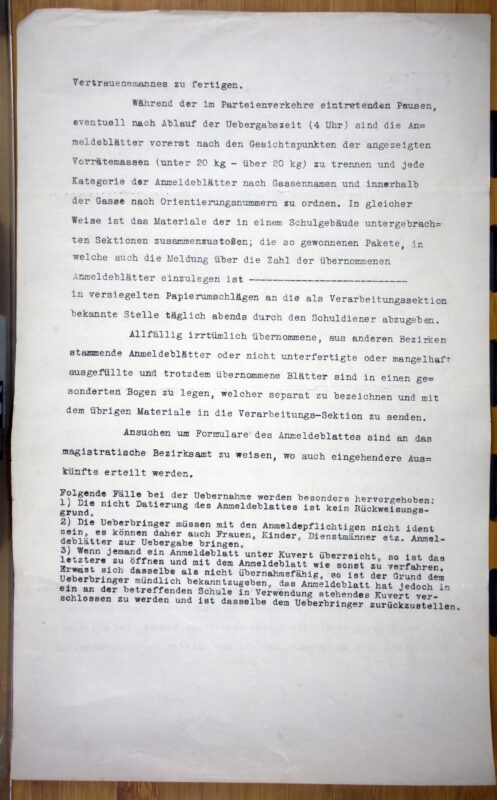 Vertrauensmannes zu fertigen.
Während der im Parteienverkehre eintretenden Pausen,
eventuell nach Ablauf der Uebergabszeit (4 Uhr) sind die An=
meldeblätter vorerst nach den Gesichtspunkten der angezeigten
Vorrätemassen (unter 20 kg - über 20 kg) zu trennen und jede
Kategorie der Anmeldeblätter nach Gassennamen und innerhalb
der Gasse nach Orientierungsnummern zu ordnen. In gleicher
Weise ist das Materiale der in einem Schulgebäude untergebrach=
ten Sektionen zusammenzustoßen; die so gewonnenen Pakete, in
welche auch die Meldung über die Zahl der übernommenen
Anmeldeblätter einzulegen ist -----------------------------
in versiegelten Papierumschlägen an die als Verarbeitungssektion
bekannte Stelle täglich abends durch den Schuldiener abzugeben.
Allfällig irrtümlich übernommene, aus anderen Bezirken
stammende Anmeldeblätter oder nicht unterfertigte oder mangelhaft
ausgefüllte und trotzdem übernommene Blätter sind in einen ge=
sonderten Bogen zu legen, welcher separat zu bezeichnen und mit
dem übrigen Materiale in die Verarbeitungs-Sektion zu senden.
Ansuchen um Formulare des Anmeldeblattes sind an das
magistratische Bezirksamt zu weisen, wo auch eingehendere Aus=
künfte erteilt werden.
Folgende Fälle bei der Uebernahme werden besonders hervorgehoben:
1) Die nicht Datierung des Anmeldeblattes ist kein Rückweisungs-
grund.
2) Die Ueberbringer müssen mit den Anmeldepflichtigen nicht ident
sein, es können daher auch Frauen, Kinder, Dienstmänner etz. Anmel-
deblätter zur Uebergabe bringen.
3) Wenn jemand ein Anmeldeblatt unter Kuvert überreicht, so ist das
letztere zu öffnen und mit dem Anmeldeblatt wie sonst zu verfahren.
Erweist sich dasselbe als nicht übernahmsfähig, so ist der Grund dem
Ueberbringer mündlich bekanntzugeben, das Anmeldeblatt hat jedoch in
ein an der betreffenden Schule in Verwendung stehendes Kuvert ver-
schlossen zu werden und ist dasselbe dem Ueberbringer zurückzustellen.